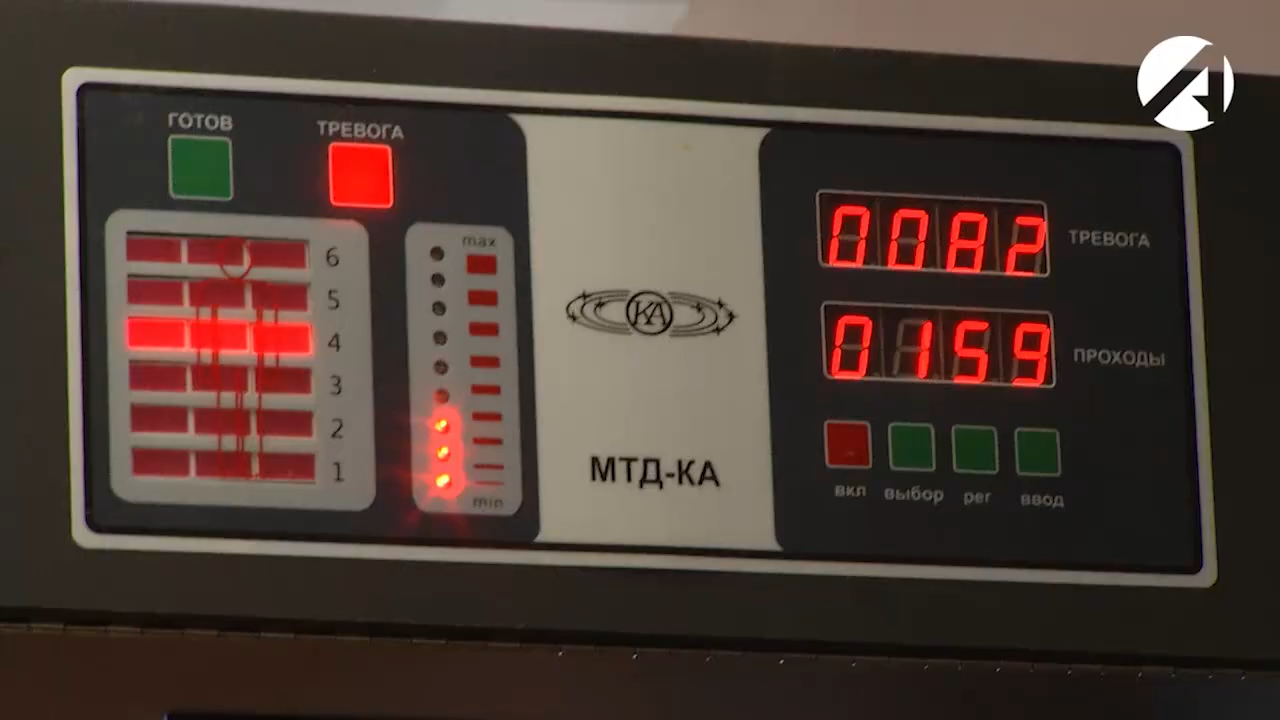 ГОТОВ
ТРЕВОГА
6
5
4
3
2
1
max
min
КА
МТД-КА
0082 ТРЕВОГА
0159 ПРОХОДЫ
вкл выбор рег ввод